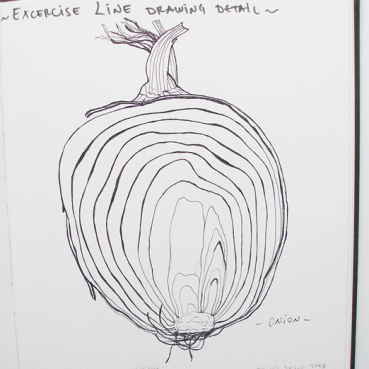 ~ EXCERCISE LINE DRAWING DETAIL ~
- ONION ~